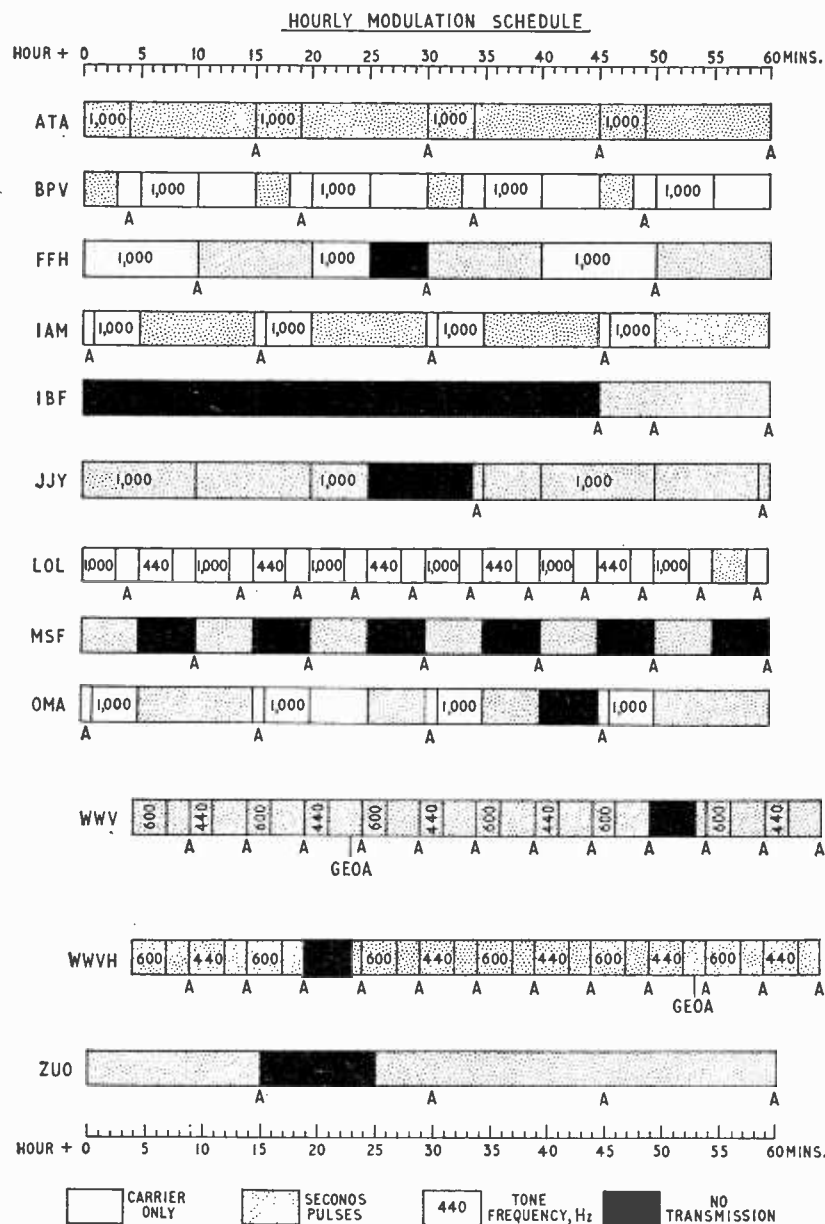 HOURLY MODULATION SCHEDULE
HOUR + 0 5 10 15 20 25 30 35 40 45 50 55 60 MINS.
ATA 1,000 1,000 1,000 1,000
A A A A
BPV 1,000 1,000 1,000 1,000
A A A A
FFH 1,000 1,000 1,000
A A A
IAM 1,000 1,000 1,000 1,000
A A A A
IBF
A A A
JJY 1,000 1,000 1,000
A A
LOL 1,000 440 1,000 440 1,000 440 1,000 440 1,000 440 1,000
A A A A A A A A A A A
MSF
A A A A A A
OMA 1,000 1,000 1,000 1,000
A A A A
WWV 600 440 600 440 600 440 600 440 600 600 440
A A A A A A A A A A A A
GEOA
WWVH 600 440 600 600 440 600 440 600 440 600 440
A A A A A A A A A A A A
GEOA
ZUO
A A A A
HOUR + 0 5 10 15 20 25 30 35 40 45 50 55 60 MINS.
CARRIER ONLY
SECONOS PULSES
440 TONE FREQUENCY, Hz
NO TRANSMISSION